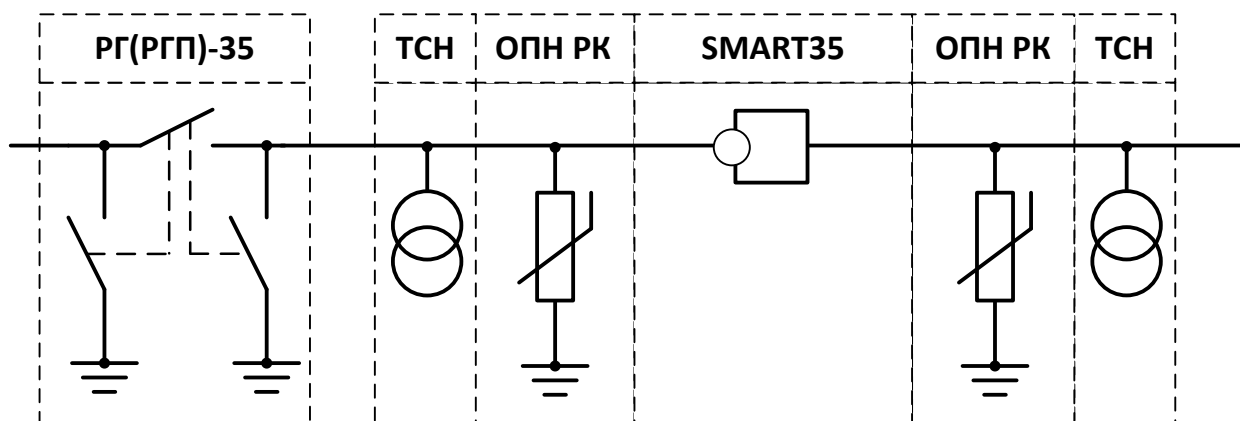 РГ(РГП)-35
ТСН
ОПН РК
SMART35
ОПН РК
ТСН